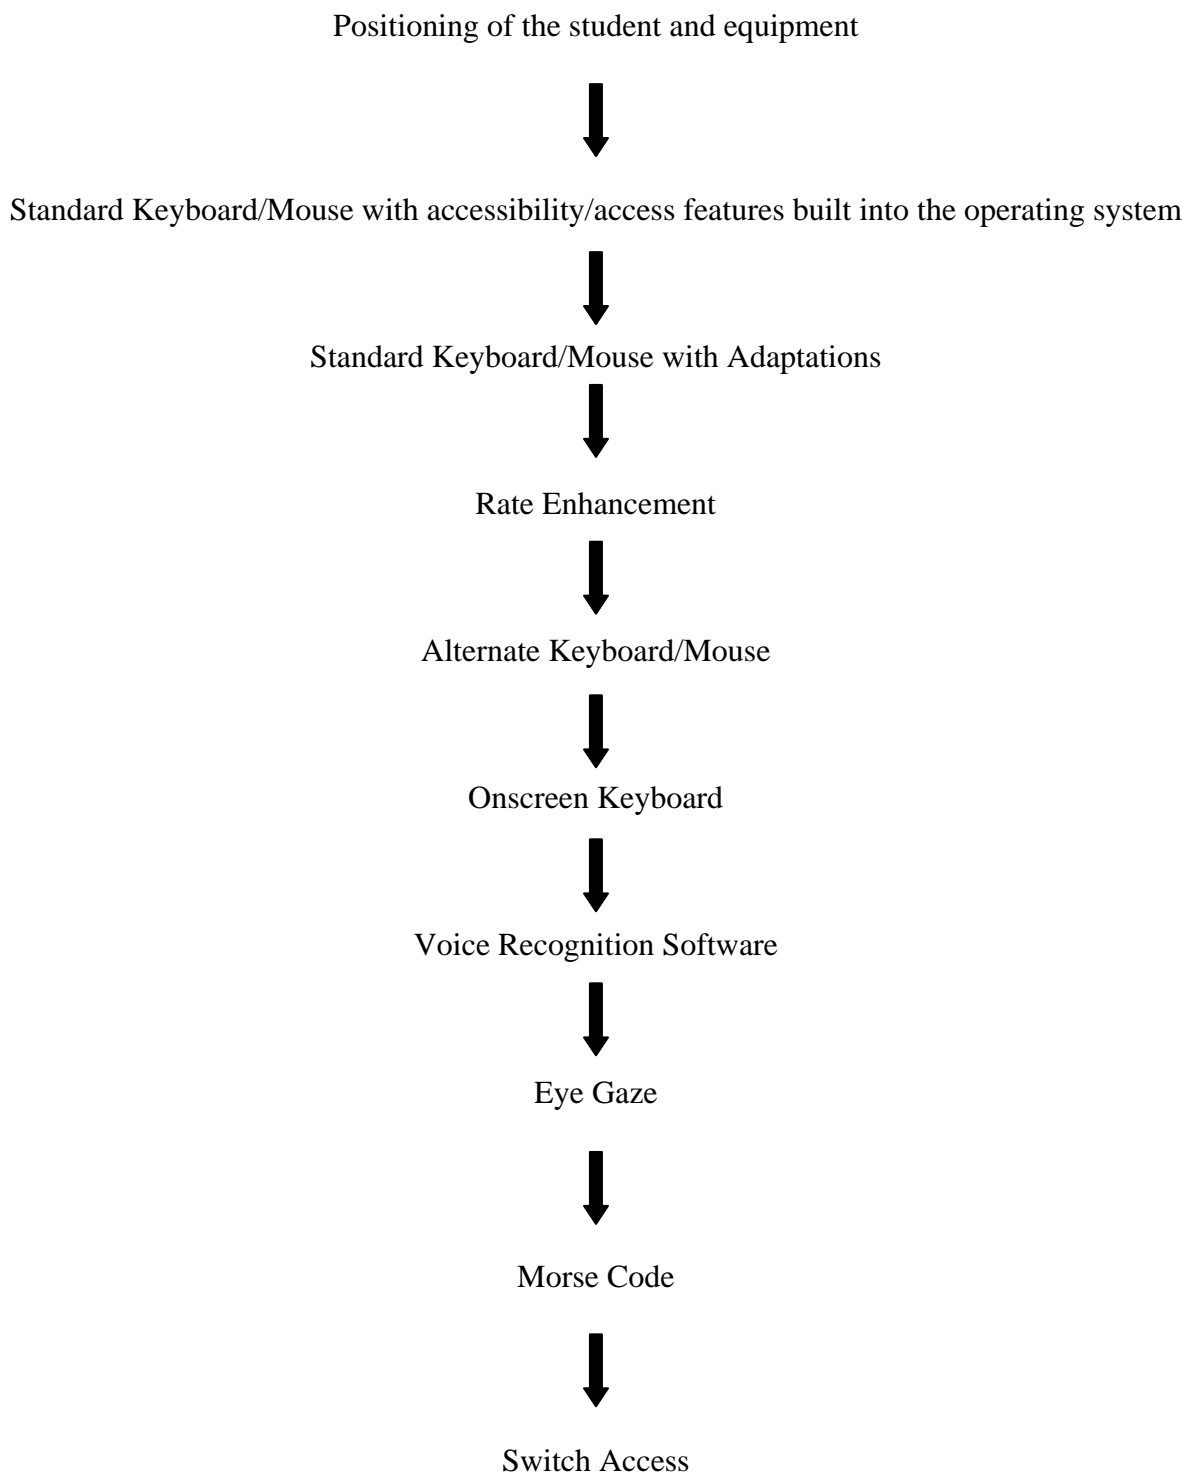 Positioning of the student and equipment
Standard Keyboard/Mouse with accessibility/access features built into the operating system
Standard Keyboard/Mouse with Adaptations
Rate Enhancement
Alternate Keyboard/Mouse
Onscreen Keyboard
Voice Recognition Software
Eye Gaze
Morse Code
Switch Access